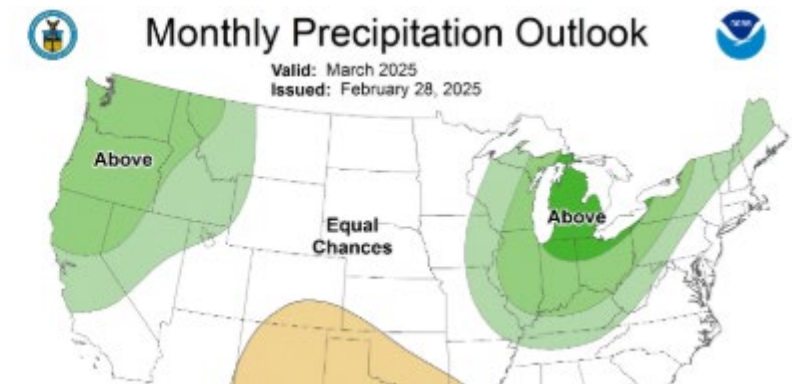 Monthly Precipitation Outlook
Valid: March 2025
Issued: February 28, 2025
Above
Equal
Chances
Above